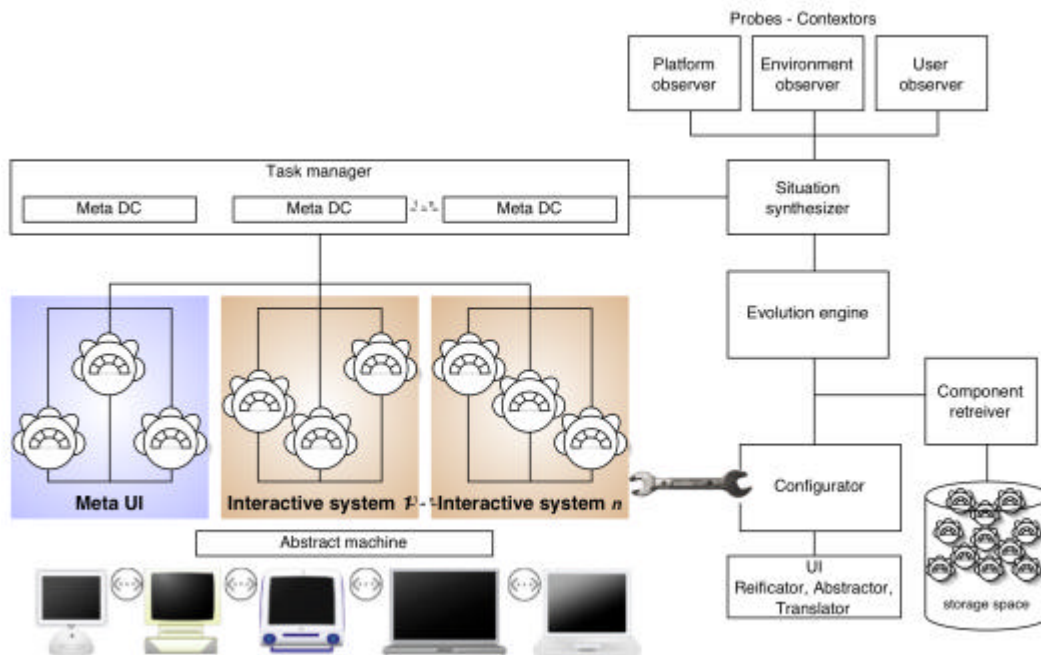 Probes - Contextors
Platform
observer
Environment
observer
User
observer
Task manager
Meta DC
Meta DC
Meta DC
Situation
synthesizer
Evolution engine
Component
retreiver
Configurator
Meta UI
Interactive system 1
Interactive system n
Abstract machine
UI
Reificator, Abstractor,
Translator
storage space